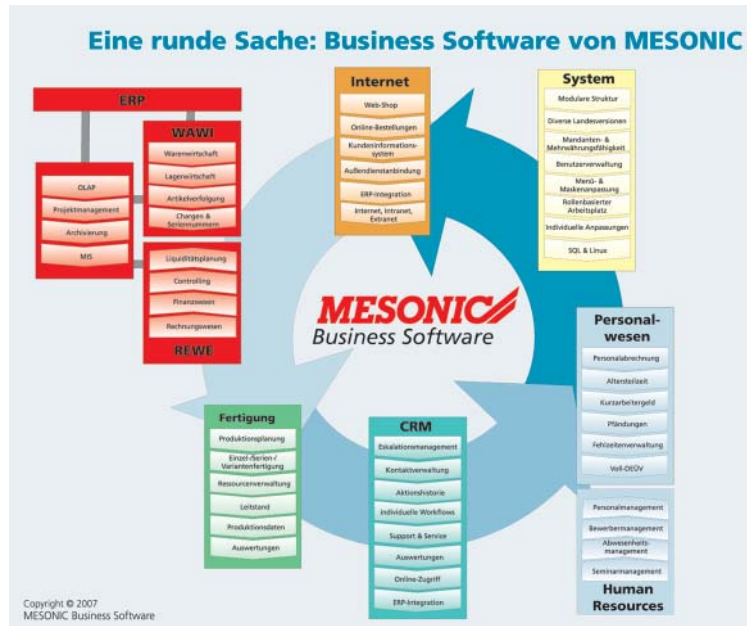 Eine runde Sache: Business Software von MESONIC
ERP
WAWI
Warenwirtschaft
Lagerwirtschaft
Artikelverfolgung
Chargen &
Seriennummern
OLAP
Projektmanagement
Archivierung
MIS
Liquiditätsplanung
Controlling
Finanzwesen
Rechnungswesen
REWE
Internet
Web-Shop
Online-Bestellungen
Kundeninformations-
system
Außendienstanbindung
ERP-Integration
Internet, Intranet,
Extranet
System
Modulare Struktur
Diverse Landesversionen
Mandanten- &
Mehrwährungsfähigkeit
Benutzerverwaltung
Menü- &
Maskenanpassung
Rollenbasierter
Arbeitsplatz
Individuelle Anpassungen
SQL & Linux
MESONIC
Business Software
Personal-
wesen
Personalabrechnung
Altersteilzeit
Kurzarbeitergeld
Pfändungen
Fehlzeitenverwaltung
Voll-DEÜV
Personalmanagement
Bewerbermanagement
Abwesenheits-
management
Seminarmanagement
Human
Resources
Fertigung
Produktionsplanung
Einzel-/Serien-/
Variantenfertigung
Ressourcenverwaltung
Leitstand
Produktionsdaten
Auswertungen
CRM
Eskalationsmanagement
Kontaktverwaltung
Aktionshistorie
Individuelle Workflows
Support & Service
Auswertungen
Online-Zugriff
ERP-Integration
Copyright © 2007
MESONIC Business Software